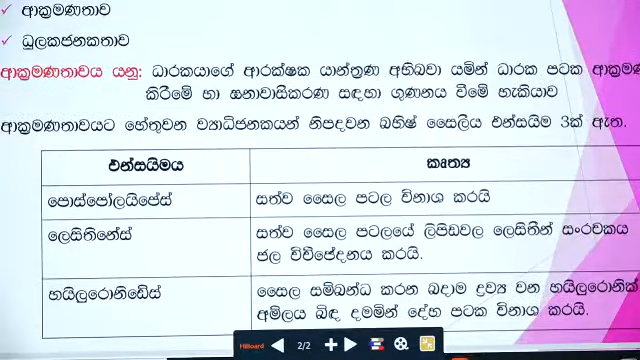 ✓ ආක්‍රමණතාව
✓ ධූලකජනකතාව
ආක්‍රමණතාවය යනු: ධාරකයාගේ ආරක්ෂක යාන්ත්‍රණ අභිබවා යමින් ධාරක පටක ආක්‍රමණ
කිරීමේ හා ඝනාවාසිකරණ සඳහා ගුණනය වීමේ හැකියාව
ආක්‍රමණතාවයට හේතුවන ව්‍යාධිජනකයන් නිපදවන බහිෂ් සෛලීය එන්සයිම 3ක් ඇත.
එන්සයිමය කෘත්‍ය
පොස්පොලයිපේස් සත්ව සෛල පටල විනාශ කරයි
ලෙසිතිනේස් සත්ව සෛල පටලයේ ලිපිඩවල ලෙසිතින් සංරචකය
ජල විච්ඡේදනය කරයි.
හයිලුරොනිඩේස් සෛල සම්බන්ධ කරන බදාම ද්‍රව්‍ය වන හයිලුරොනික්
අම්ලය බිඳ දමමින් දේහ පටක විනාශ කරයි.
HiBoard 2/2